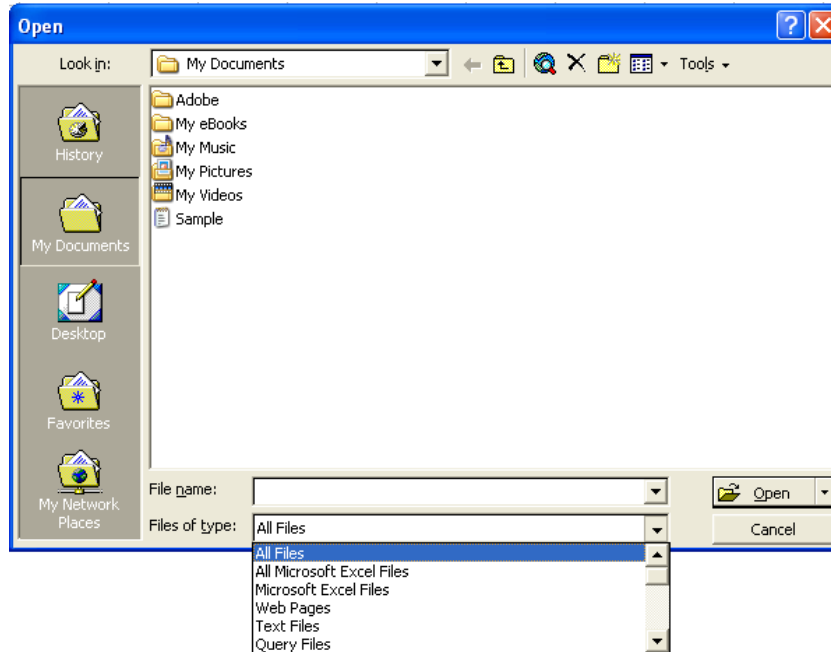 Open
Look in: My Documents Tools
Adobe
My eBooks
My Music
My Pictures
My Videos
Sample
History
My Documents
Desktop
Favorites
My Network
Places
File name: Open
Files of type: All Files Cancel
All Files
All Microsoft Excel Files
Microsoft Excel Files
Web Pages
Text Files
Query Files